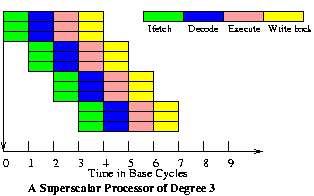 Ifetch Decode Execute Write back
0 1 2 3 4 5 6 7 8 9
Time in Base Cycles
A Superscalar Processor of Degree 3